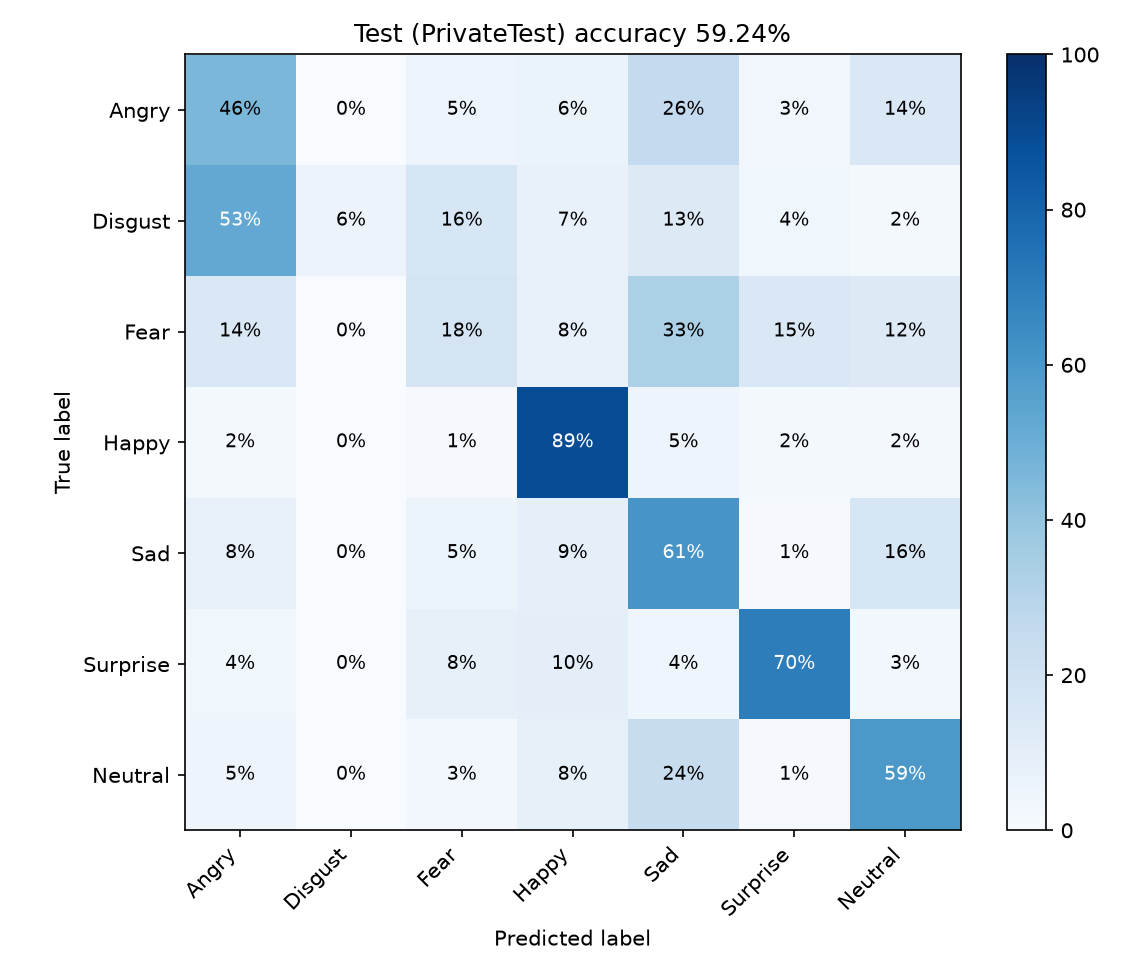 Test (PrivateTest) accuracy 59.24%
Angry 46% 0% 5% 6% 26% 3% 14%
Disgust 53% 6% 16% 7% 13% 4% 2%
Fear 14% 0% 18% 8% 33% 15% 12%
Happy 2% 0% 1% 89% 5% 2% 2%
Sad 8% 0% 5% 9% 61% 1% 16%
Surprise 4% 0% 8% 10% 4% 70% 3%
Neutral 5% 0% 3% 8% 24% 1% 59%
Angry Disgust Fear Happy Sad Surprise Neutral
Predicted label
True label
100
80
60
40
20
0